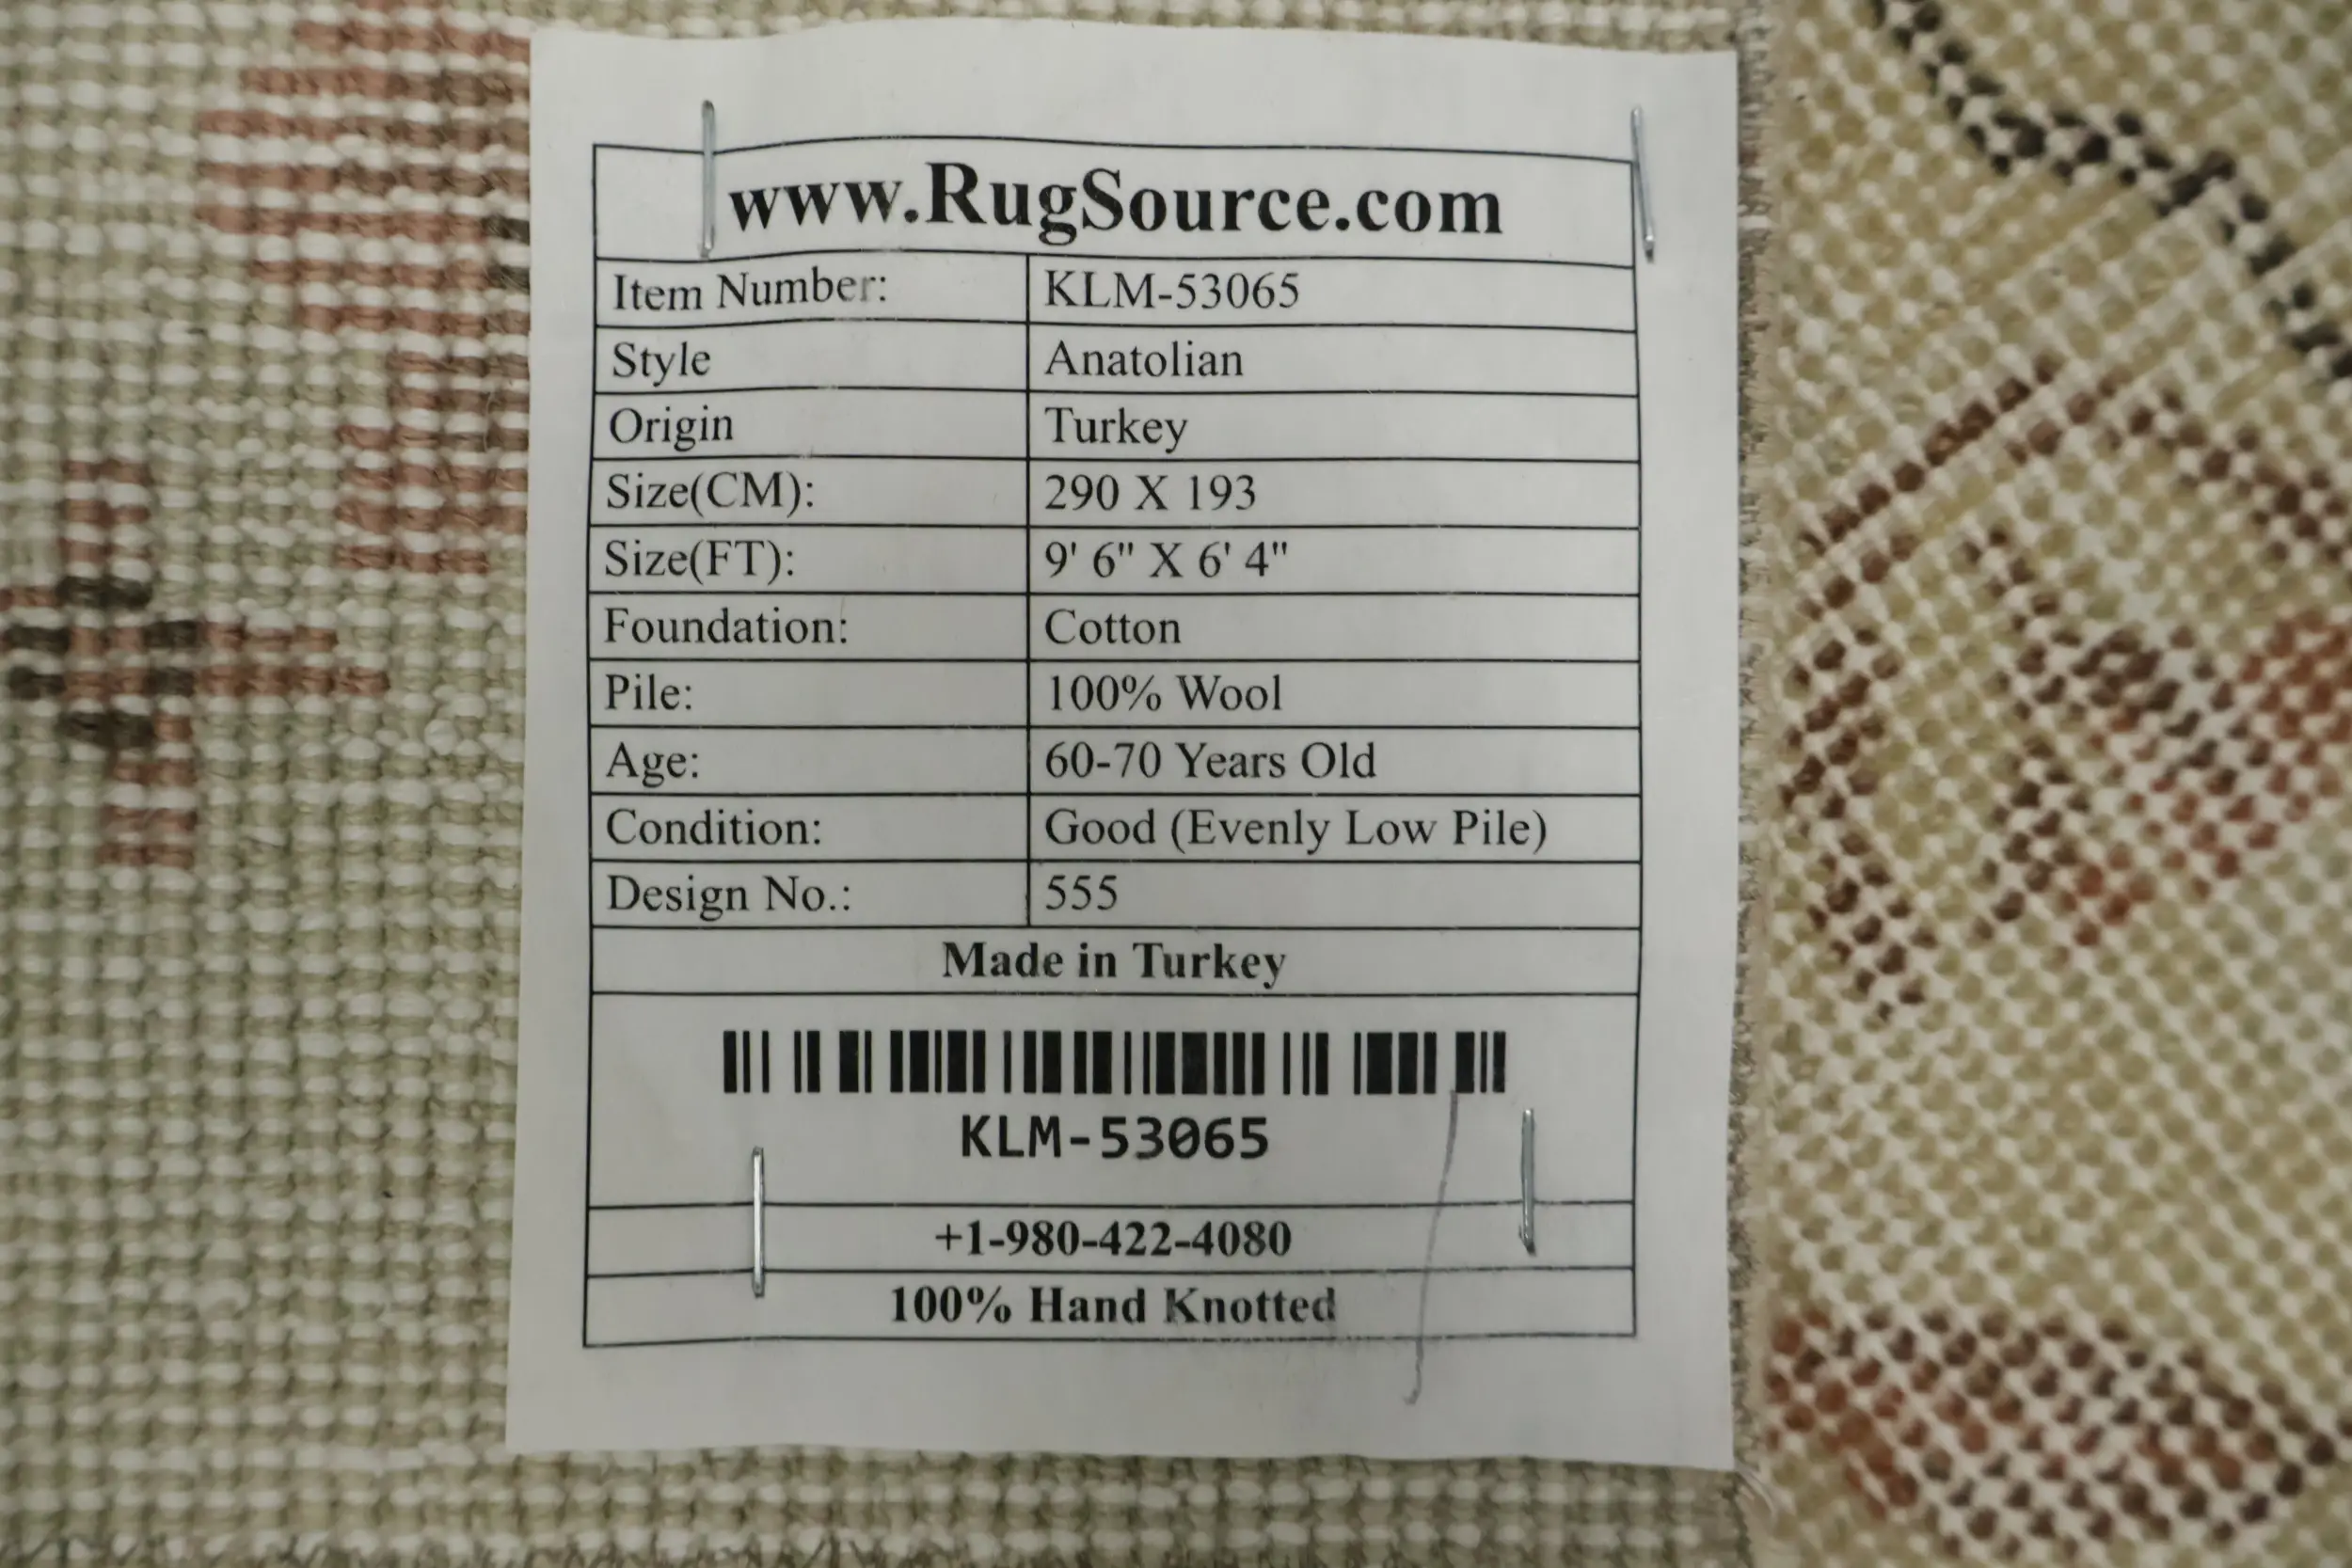 www.RugSource.com
Item Number: KLM-53065
Style Anatolian
Origin Turkey
Size(CM): 290 X 193
Size(FT): 9' 6" X 6' 4"
Foundation: Cotton
Pile: 100% Wool
Age: 60-70 Years Old
Condition: Good (Evenly Low Pile)
Design No.: 555
Made in Turkey
KLM-53065
+1-980-422-4080
100% Hand Knotted